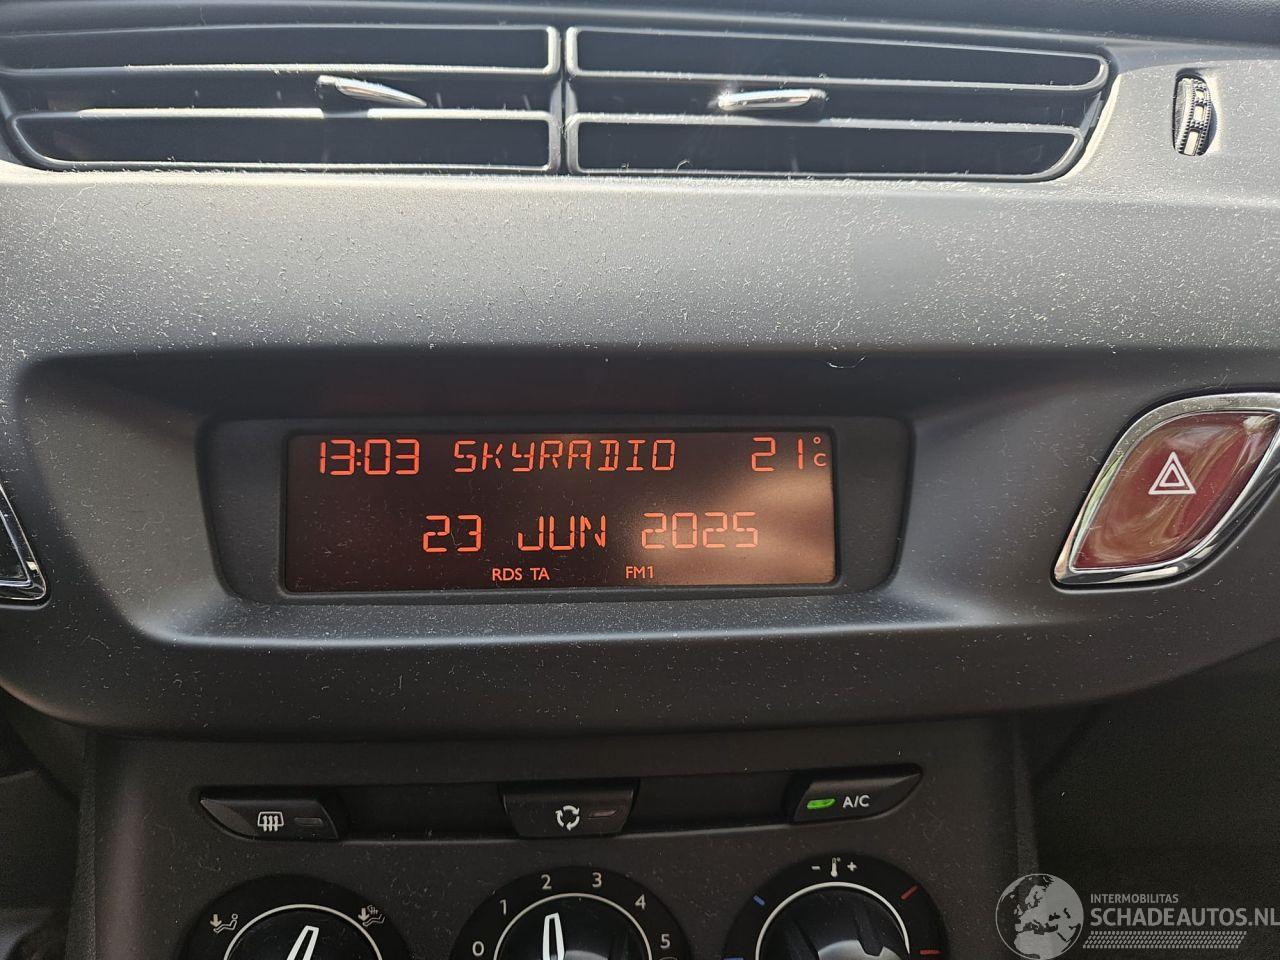 13:03 SKYRADIO 21°C
23 JUN 2025
RDS TA FM1
A/C
- +
0 1 2 3 4 5
INTERMOBILITAS
SCHADEAUTOS.NL